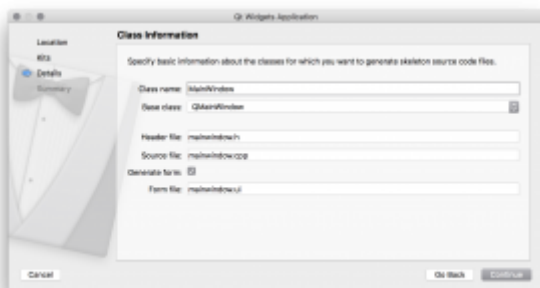 Qt Widgets Application
Location
Kits
Details
Summary
Class Information
Specify basic information about the classes for which you want to generate skeleton source code files.
Class name: MainWindow
Base class: QMainWindow
Header file: mainwindow.h
Source file: mainwindow.cpp
Generate form:
Form file: mainwindow.ui
Cancel
Go Back
Continue